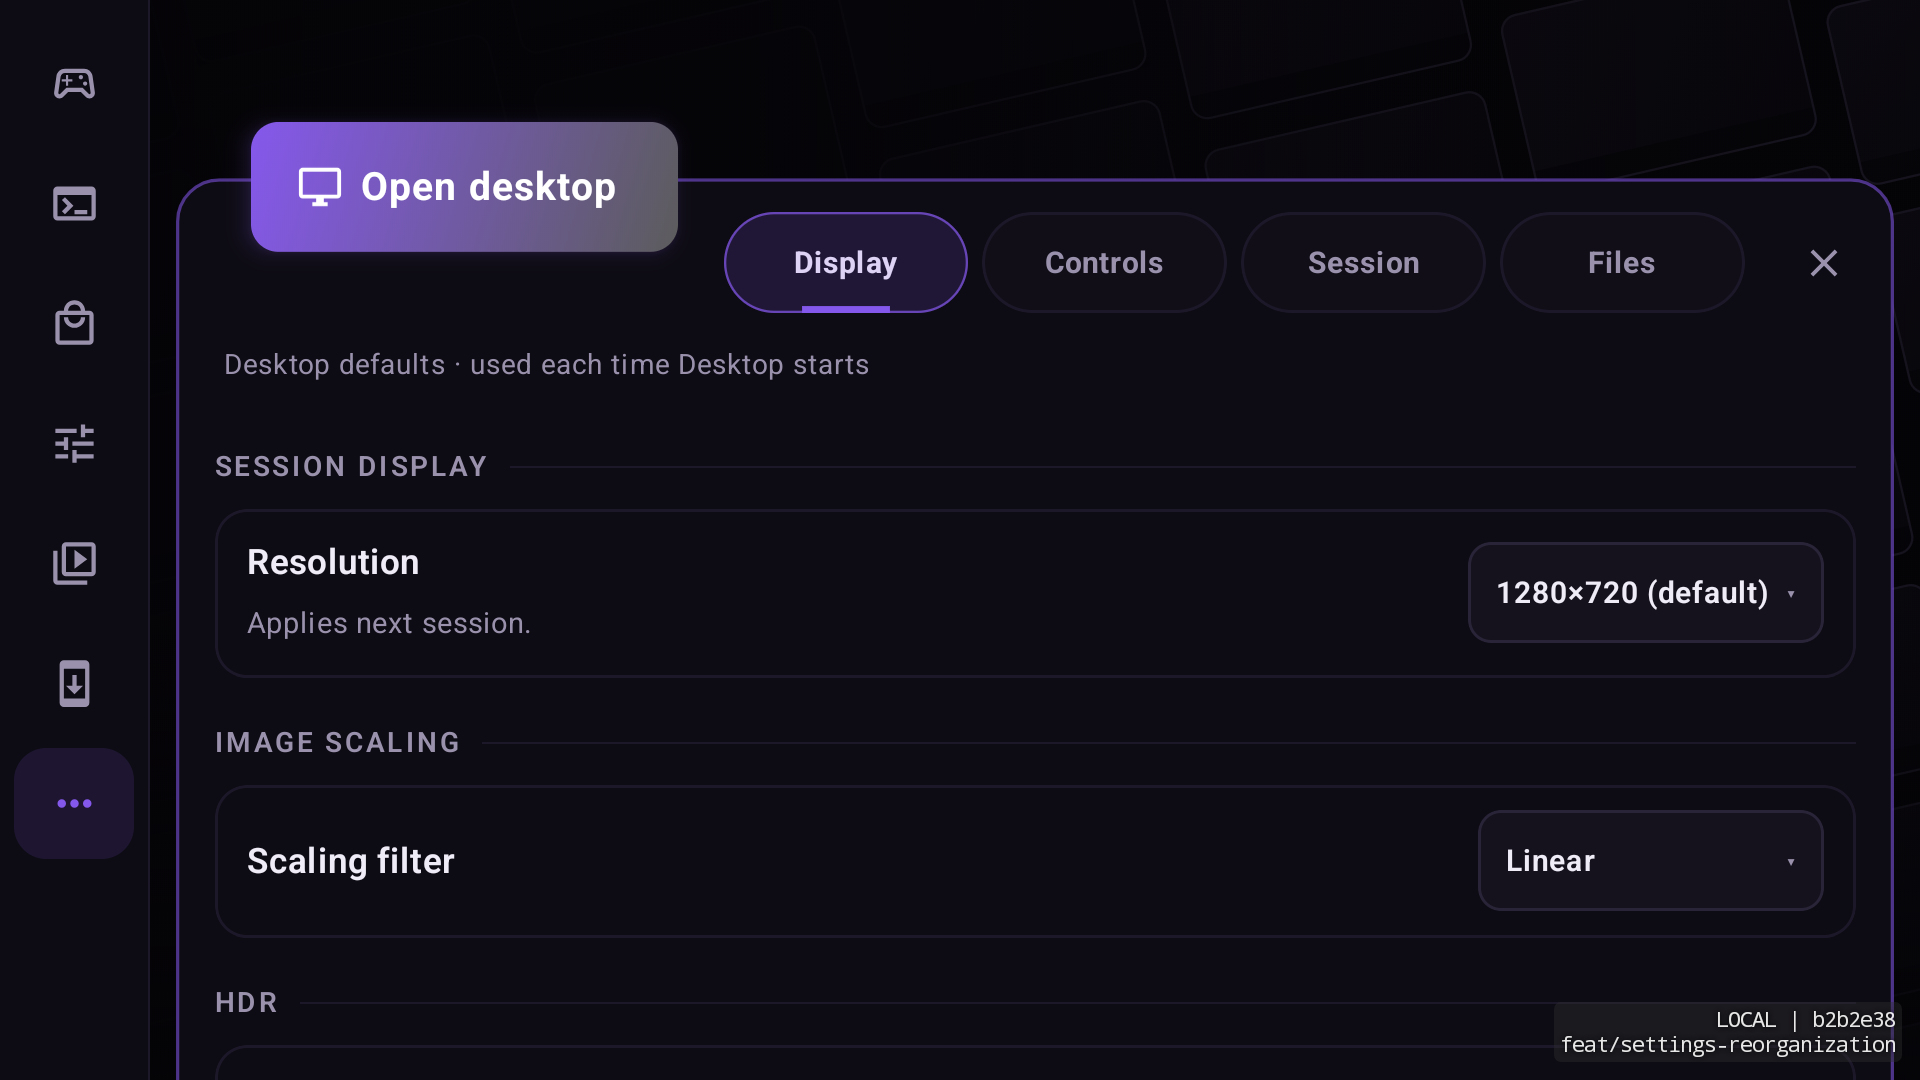 Open desktop
Display
Controls
Session
Files
Desktop defaults · used each time Desktop starts
SESSION DISPLAY
Resolution
Applies next session.
1280×720 (default)
IMAGE SCALING
Scaling filter
Linear
HDR
LOCAL | b2b2e38
feat/settings-reorganization